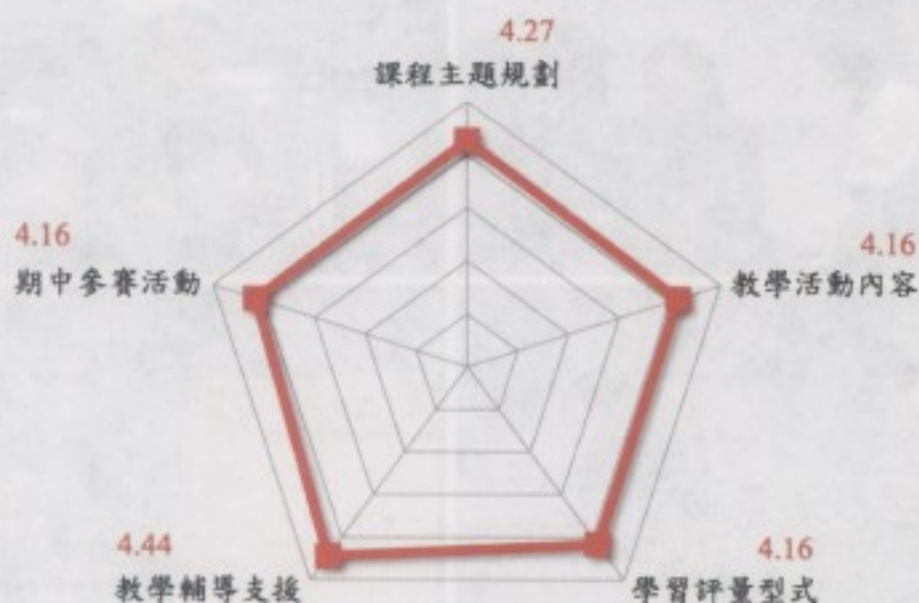 4.27
課程主題規劃
4.16
期中參賽活動
4.16
教學活動內容
4.44
教學輔導支援
4.16
學習評量型式